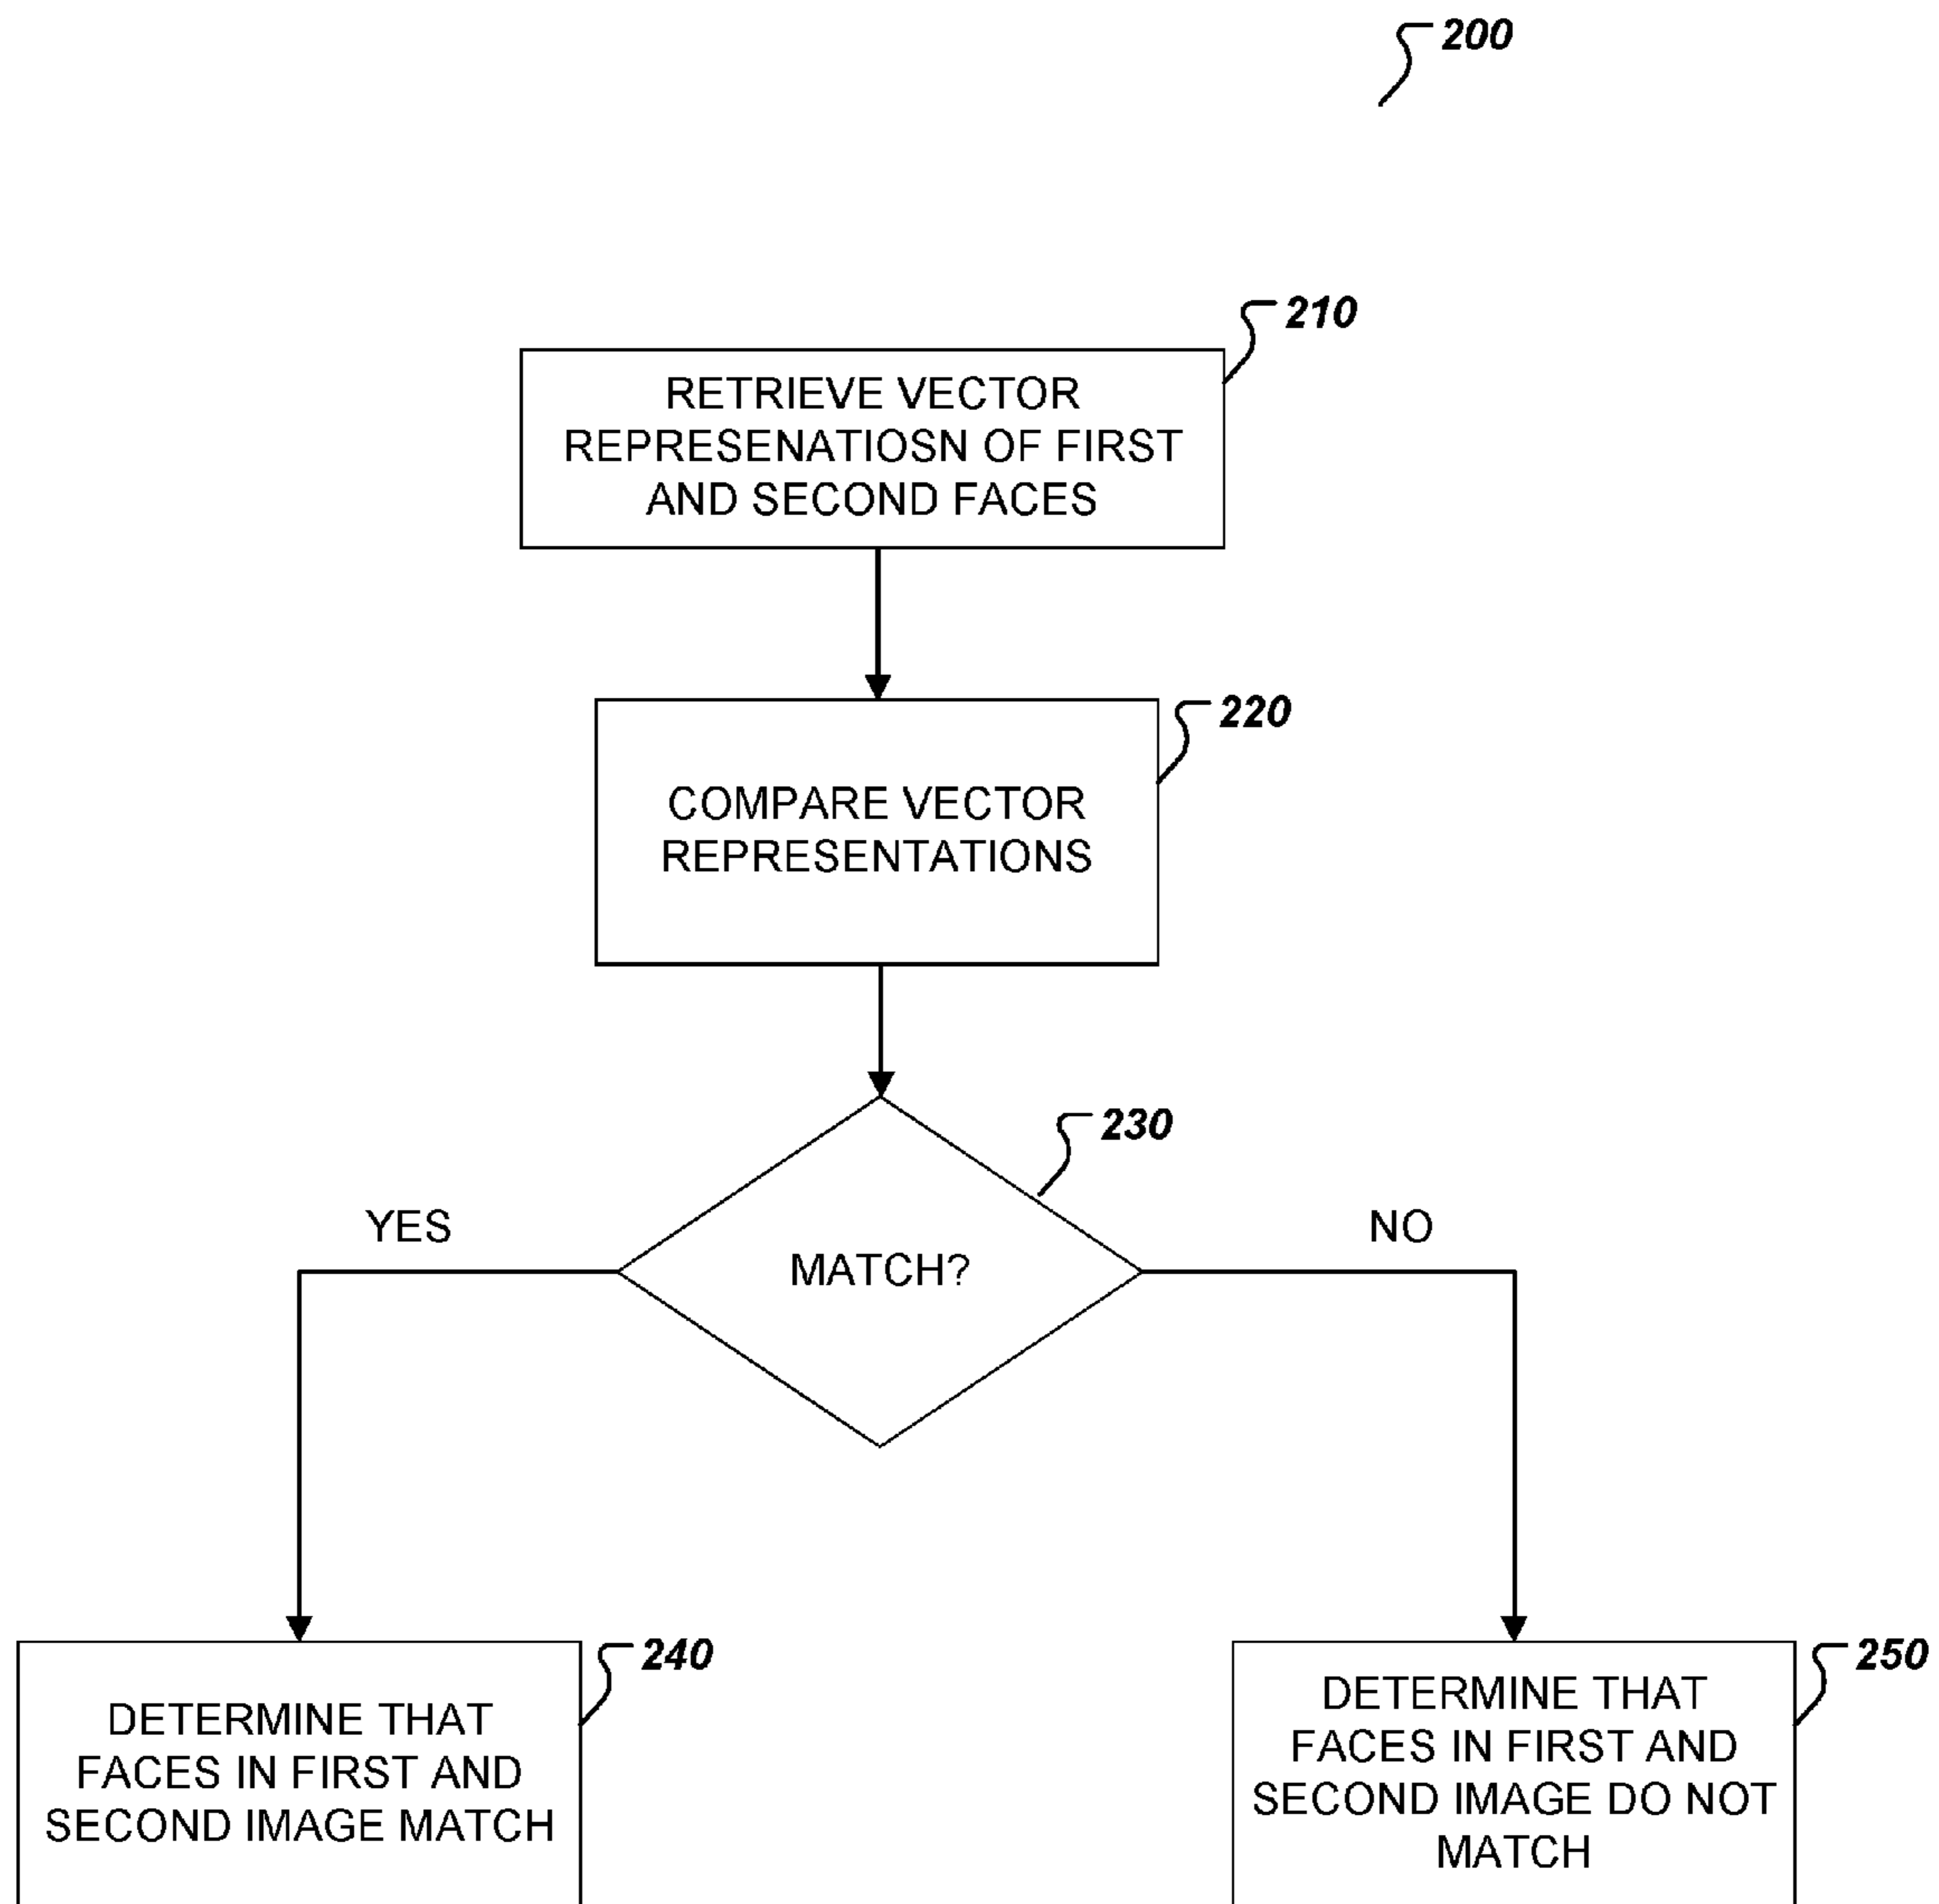 200
210
RETRIEVE VECTOR
REPRESENATIOSN OF FIRST
AND SECOND FACES
220
COMPARE VECTOR
REPRESENTATIONS
230
YES
NO
MATCH?
240
DETERMINE THAT
FACES IN FIRST AND
SECOND IMAGE MATCH
250
DETERMINE THAT
FACES IN FIRST AND
SECOND IMAGE DO NOT
MATCH